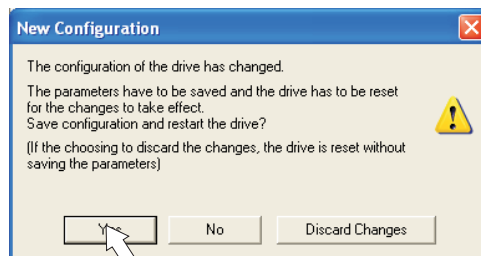 New Configuration
The configuration of the drive has changed.
The parameters have to be saved and the drive has to be reset
for the changes to take effect.
Save configuration and restart the drive?
(If the choosing to discard the changes, the drive is reset without
saving the parameters)
Yes No Discard Changes